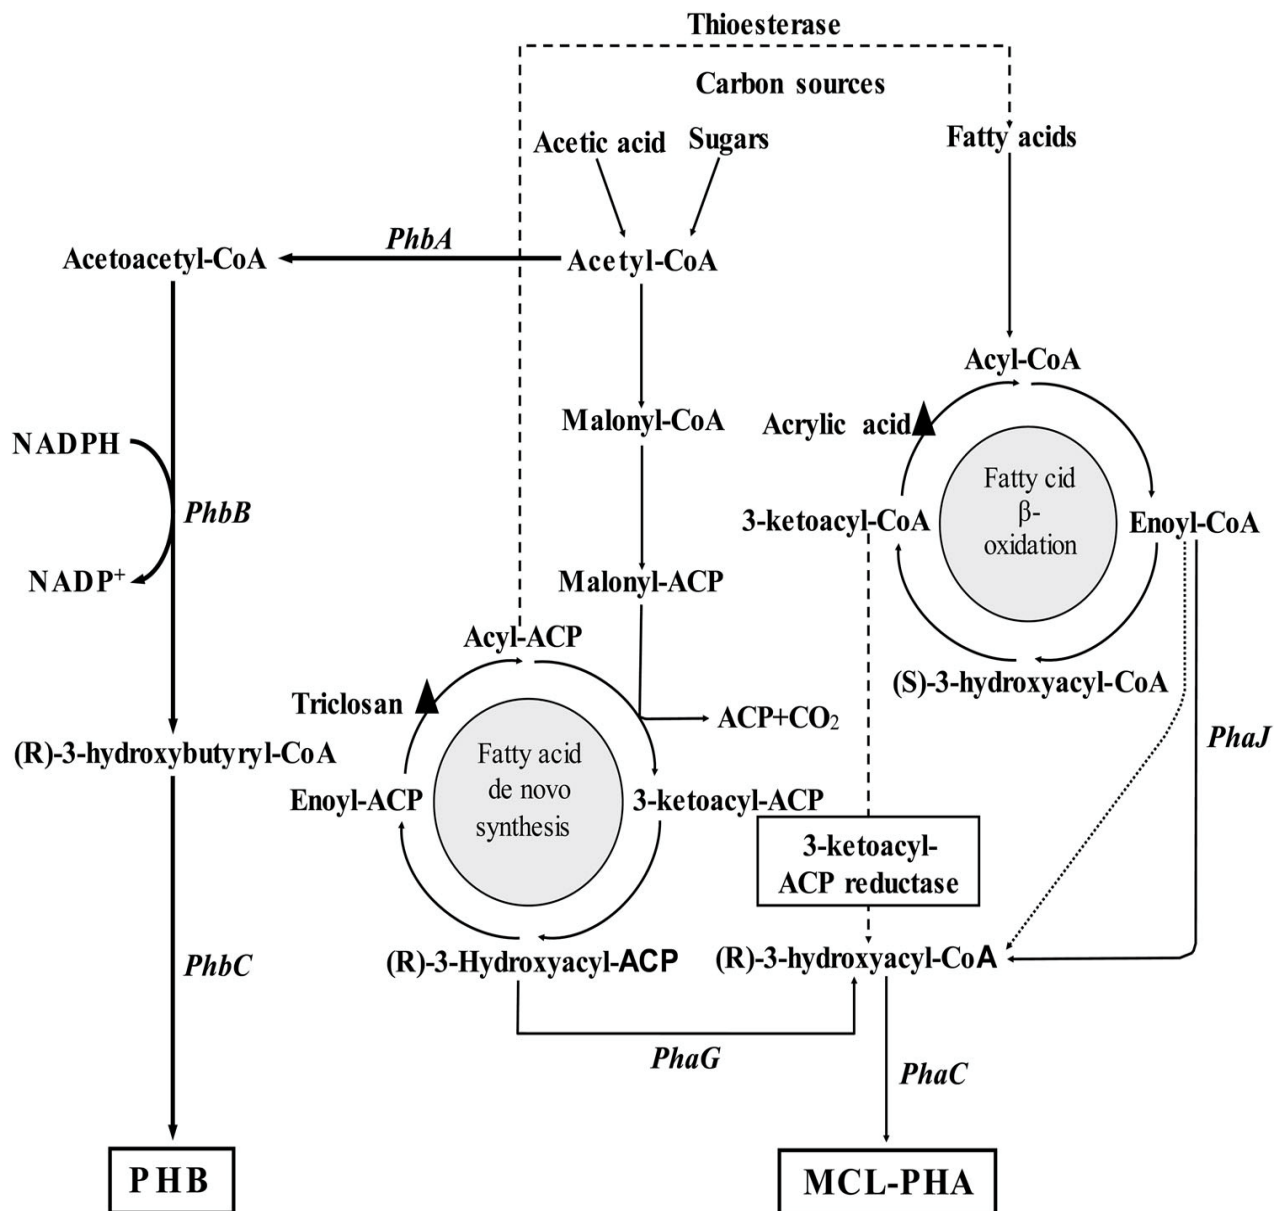 Thioesterase
Carbon sources
Acetic acid
Sugars
Fatty acids
PhbA
Acetoacetyl-CoA
Acetyl-CoA
Acyl-CoA
Malonyl-CoA
Acrylic acid
NADPH
Fatty cid
β-
oxidation
PhbB
3-ketoacyl-CoA
Enoyl-CoA
NADP⁺
Malonyl-ACP
Acyl-ACP
(S)-3-hydroxyacyl-CoA
Triclosan
ACP+CO₂
PhaJ
(R)-3-hydroxybutyryl-CoA
Fatty acid
de novo
synthesis
Enoyl-ACP
3-ketoacyl-ACP
3-ketoacyl-
ACP reductase
PhbC
(R)-3-Hydroxyacyl-ACP
(R)-3-hydroxyacyl-CoA
PhaG
PhaC
PHB
MCL-PHA